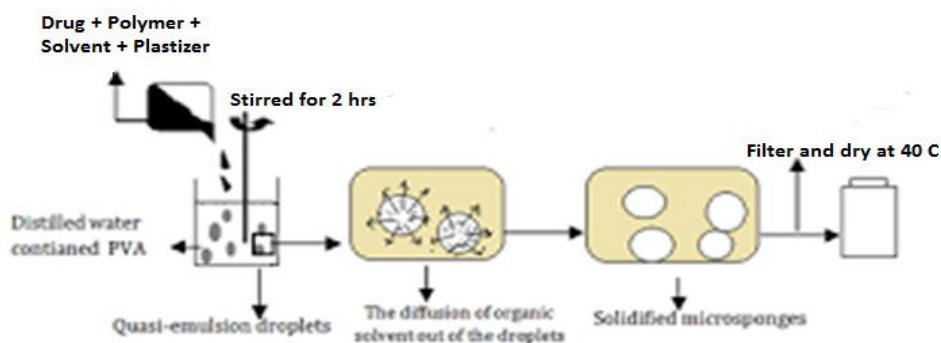 Drug + Polymer +
Solvent + Plastizer
Stirred for 2 hrs
Filter and dry at 40 C
Distilled water
contianed PVA
Quasi-emulsion droplets
The diffusion of organic
solvent out of the droplets
Solidified microsponges